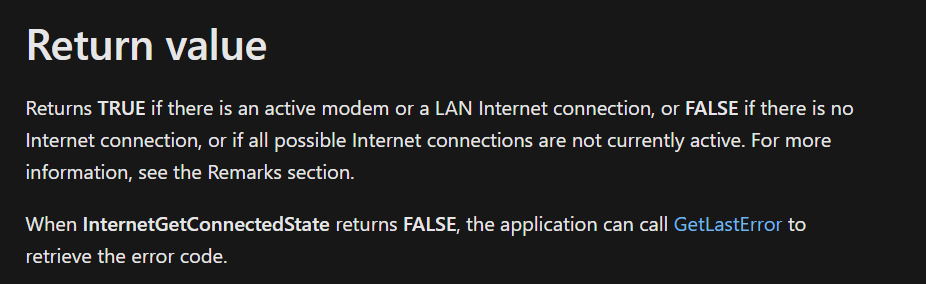 Return value
Returns TRUE if there is an active modem or a LAN Internet connection, or FALSE if there is no
Internet connection, or if all possible Internet connections are not currently active. For more
information, see the Remarks section.
When InternetGetConnectedState returns FALSE, the application can call GetLastError to
retrieve the error code.